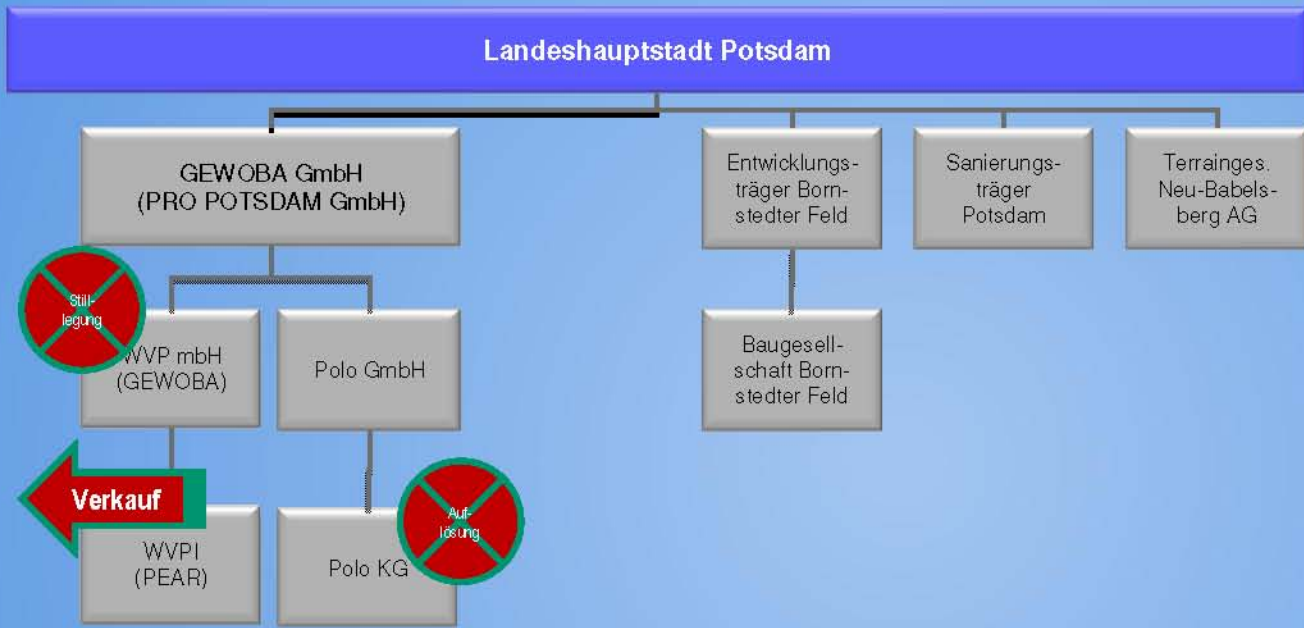 Landeshauptstadt Potsdam
GEWOBA GmbH
(PRO POTSDAM GmbH)
Entwicklungs-
träger Born-
stedter Feld
Sanierungs-
träger
Potsdam
Terrainges.
Neu-Babels-
berg AG
Still-
legung
WVP mbH
(GEWOBA)
Polo GmbH
Baugesell-
schaft Born-
stedter Feld
Verkauf
WVPI
(PEAR)
Polo KG
Auf-
lösung